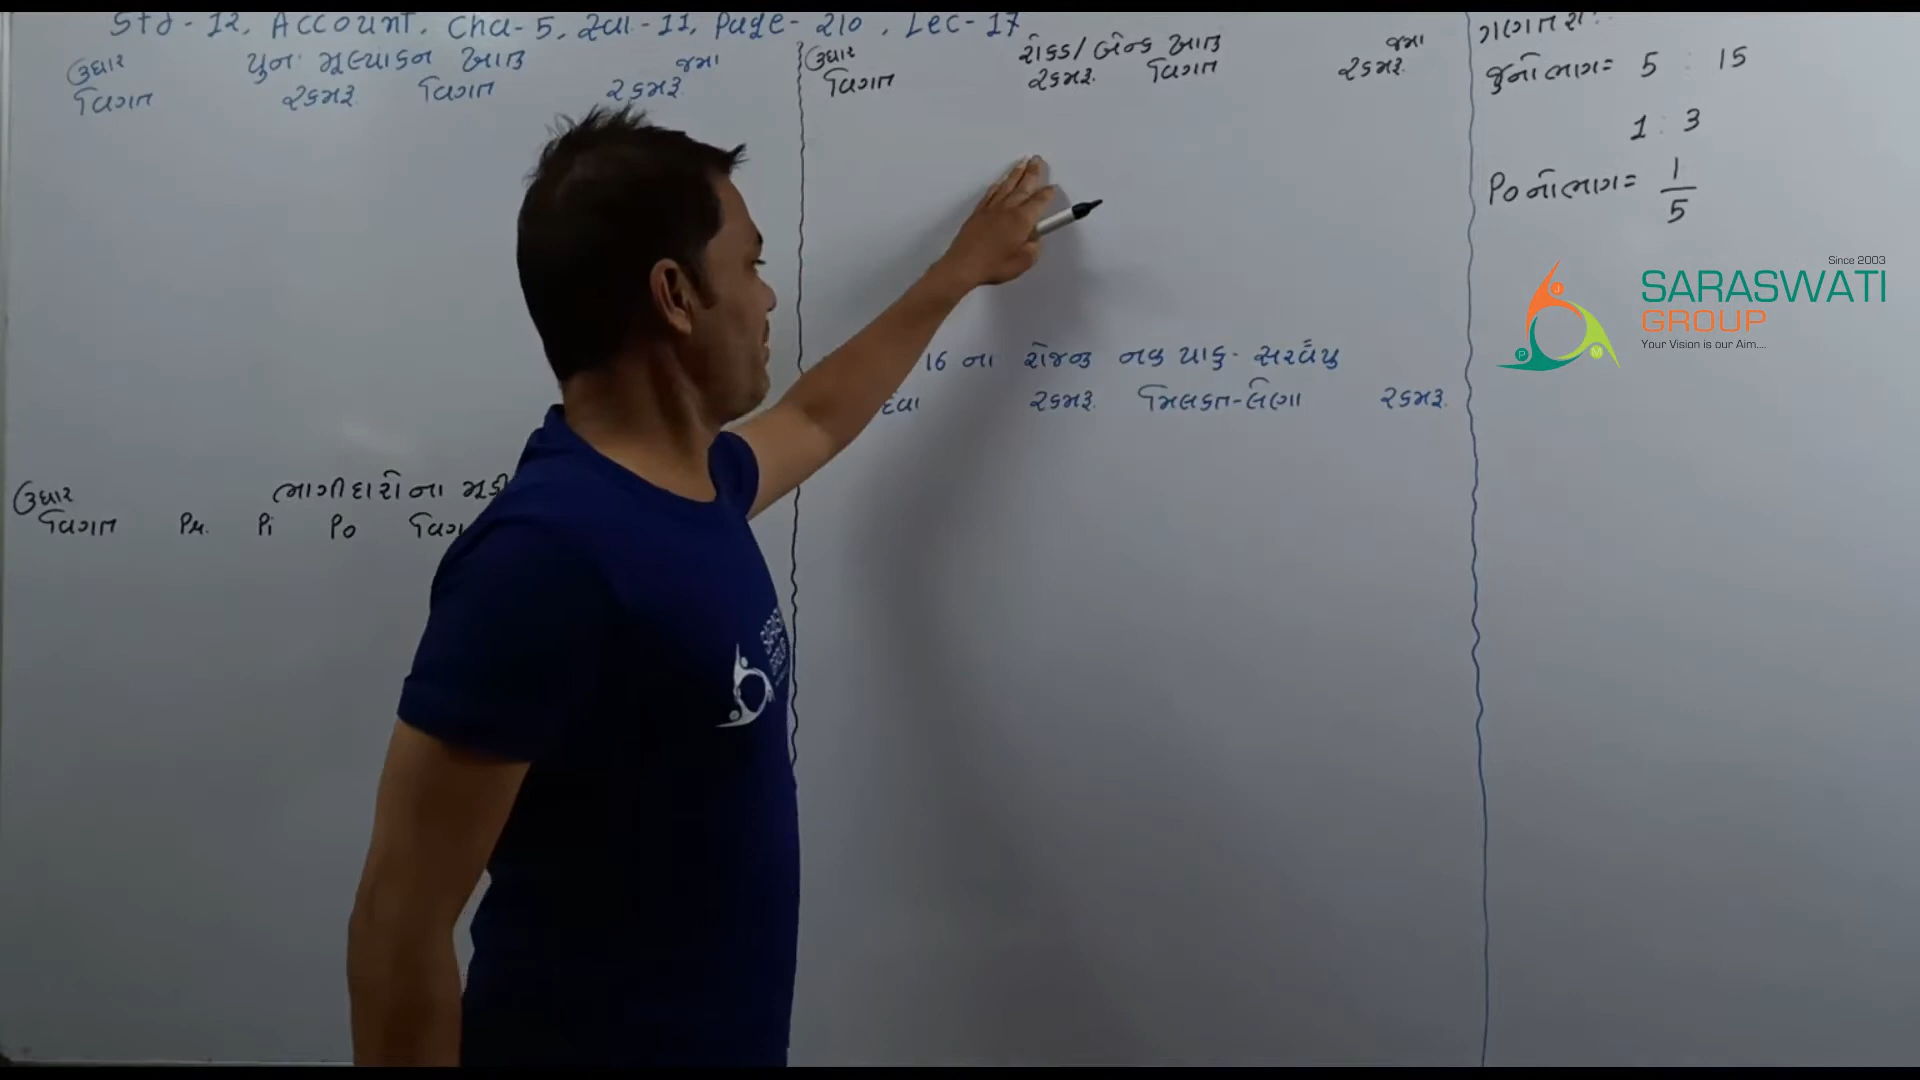 Std-12, Account, Cha-5, સ્વા-11, Page-210, Lec-17
ઉધાર પુનઃ મૂલ્યાંકન ખાતુ જમા
વિગત રકમરૂ. વિગત રકમરૂ.
ઉધાર રોકડ/બેન્ક ખાતુ જમા
વિગત રકમરૂ. વિગત રકમરૂ.
ઉધાર ભાગીદારોના
વિગત Pr. Pi Po
16 ના રોજનુ નવુ પાકુ-સરવૈયુ
રકમરૂ. મિલકત-લેણા રકમરૂ.
જુનોભાગ= 5 : 15
1 : 3
Po નોભાગ= 1/5
Since 2003
SARASWATI
GROUP
Your Vision is our Aim....
J
P
M